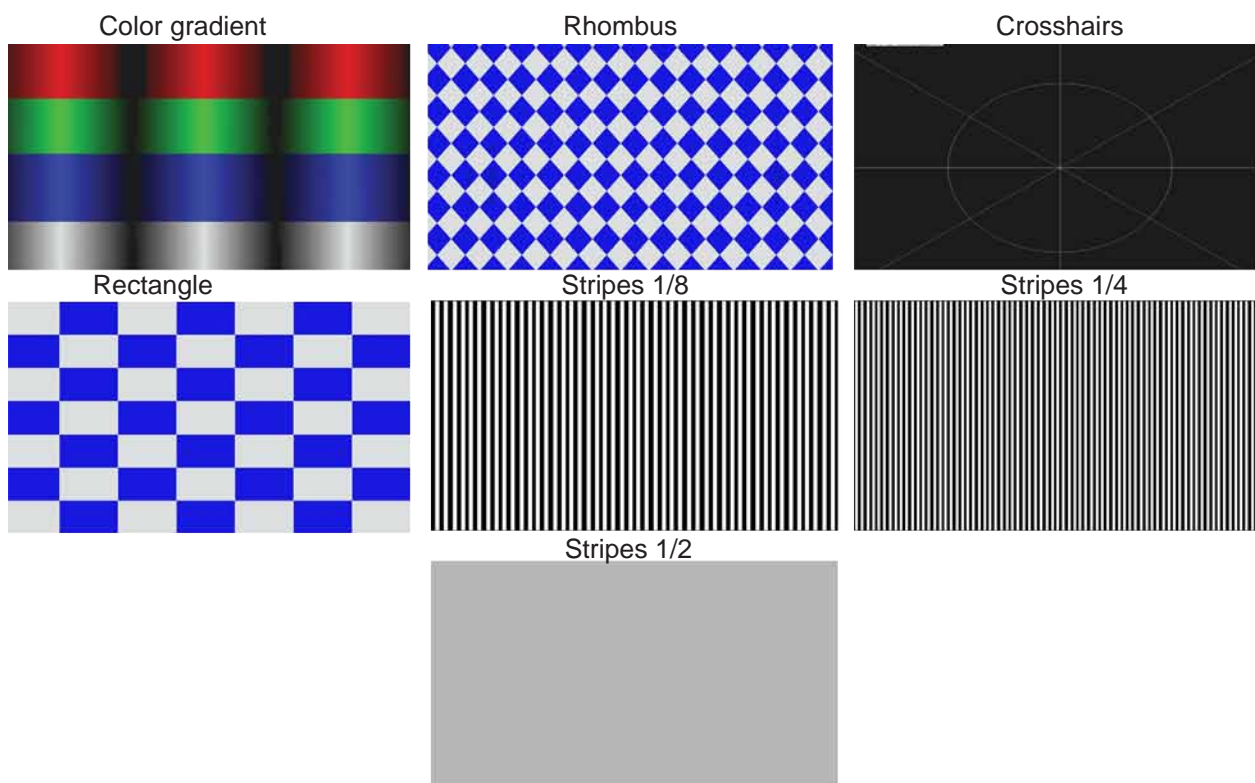 Color gradient
Rhombus
Crosshairs
Rectangle
Stripes 1/8
Stripes 1/4
Stripes 1/2